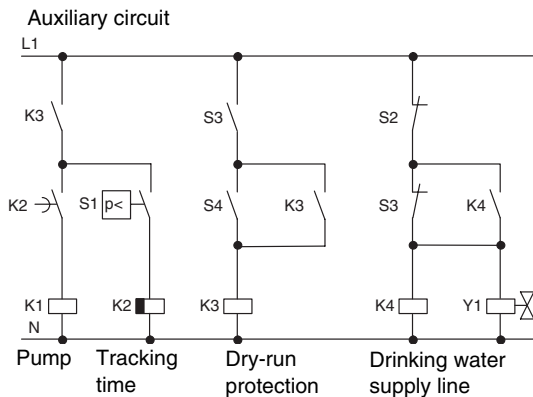 Auxiliary circuit
L1
K3 S3 S2
K2 S1 p< S4 K3 S3 K4
K1 K2 K3 K4 Y1
N
Pump Tracking time Dry-run protection Drinking water supply line